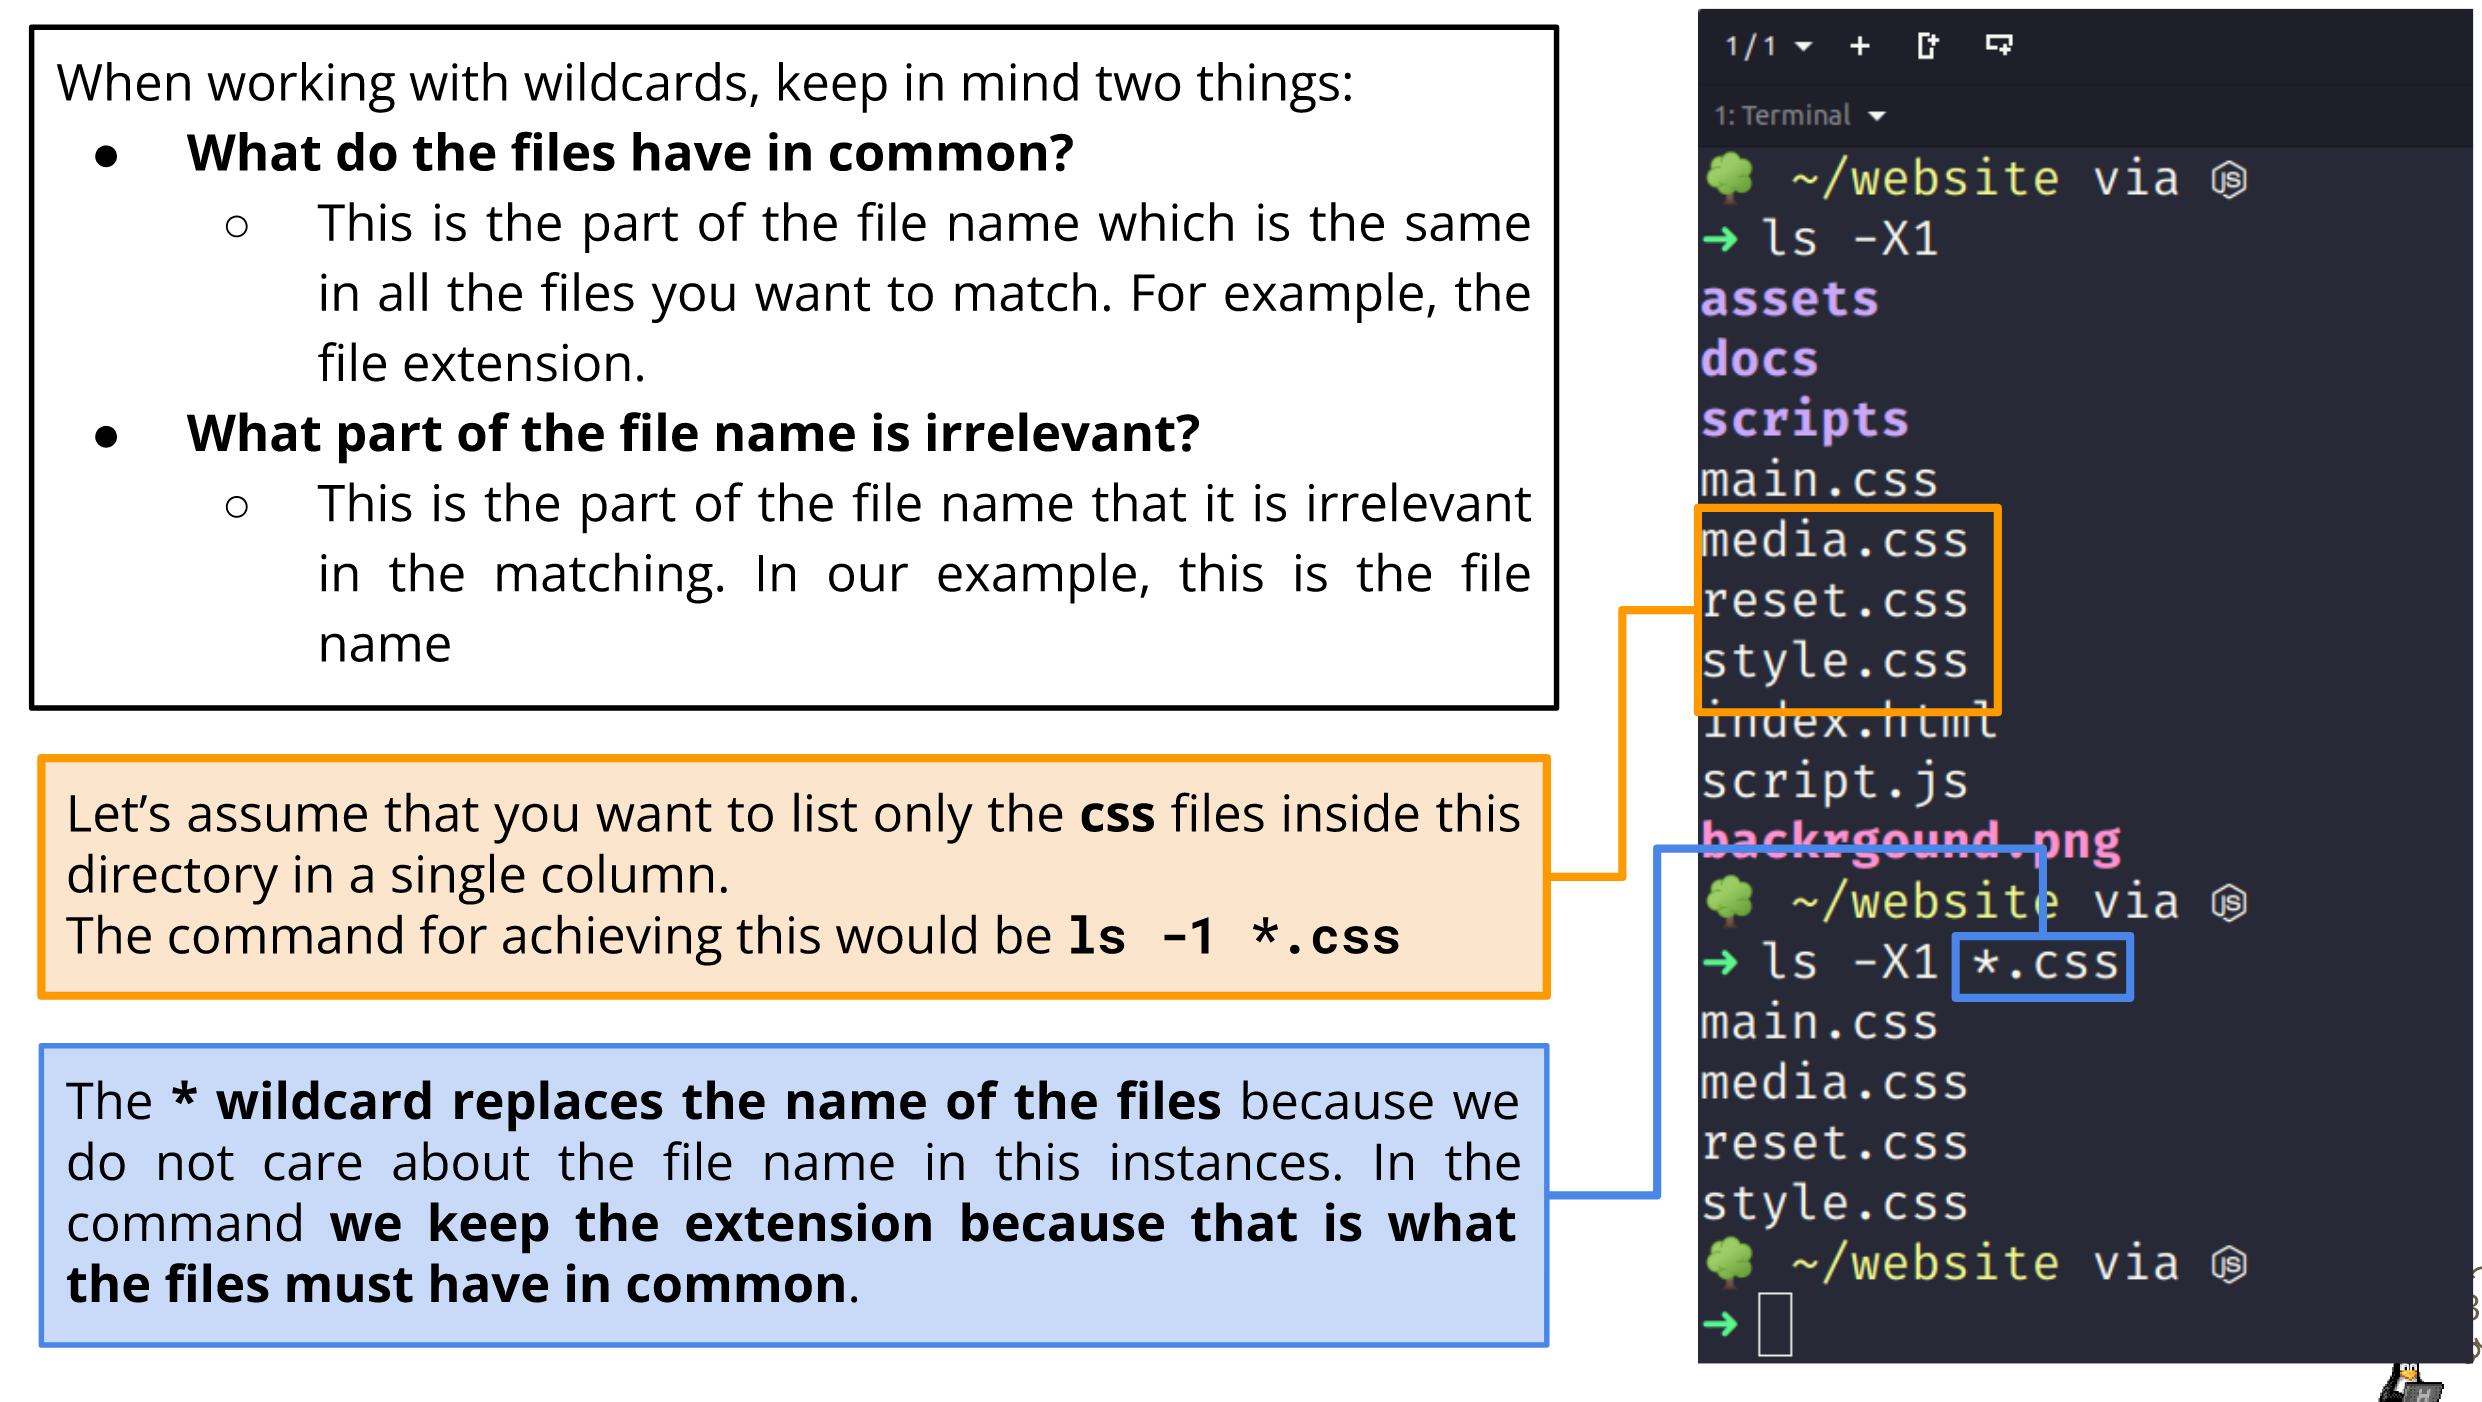 When working with wildcards, keep in mind two things:
● What do the files have in common?
○ This is the part of the file name which is the same
in all the files you want to match. For example, the
file extension.
● What part of the file name is irrelevant?
○ This is the part of the file name that it is irrelevant
in the matching. In our example, this is the file
name
Let's assume that you want to list only the css files inside this
directory in a single column.
The command for achieving this would be ls -1 *.css
The * wildcard replaces the name of the files because we
do not care about the file name in this instances. In the
command we keep the extension because that is what
the files must have in common.
1/1
1: Terminal
~/website via JS
➜ ls -X1
assets
docs
scripts
main.css
media.css
reset.css
style.css
index.html
script.js
backrgound.png
~/website via JS
➜ ls -X1 *.css
main.css
media.css
reset.css
style.css
~/website via JS
➜
H